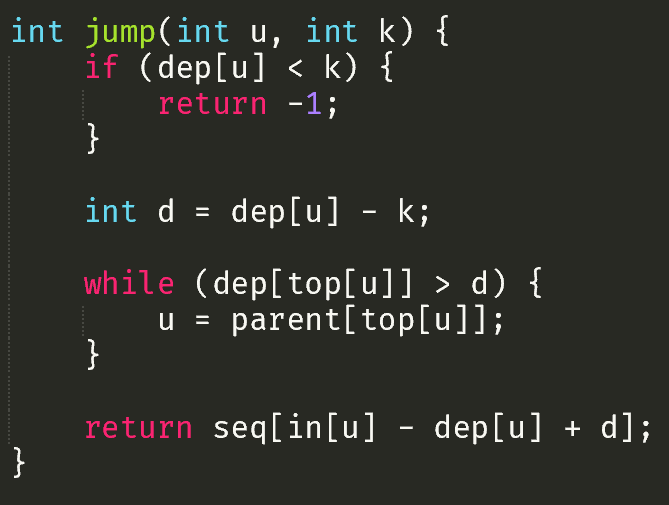 int jump(int u, int k) {
    if (dep[u] < k) {
        return -1;
    }
    int d = dep[u] - k;
    while (dep[top[u]] > d) {
        u = parent[top[u]];
    }
    return seq[in[u] - dep[u] + d];
}